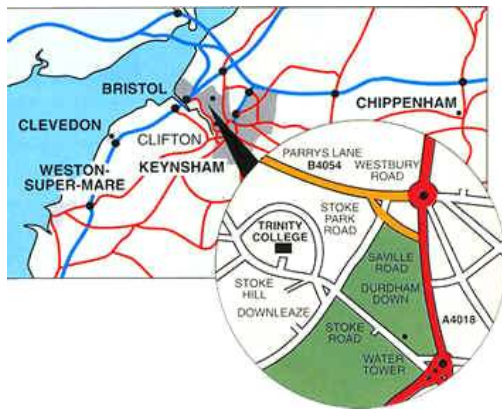 BRISTOL
CHIPPENHAM
CLEVEDON
CLIFTON
WESTON-
SUPER-MARE
KEYNSHAM
PARRYS LANE
B4054
WESTBURY
ROAD
STOKE
PARK
ROAD
TRINITY
COLLEGE
SAVILLE
ROAD
DURDHAM
DOWN
STOKE
HILL
DOWNLEAZE
STOKE
ROAD
A4018
WATER
TOWER